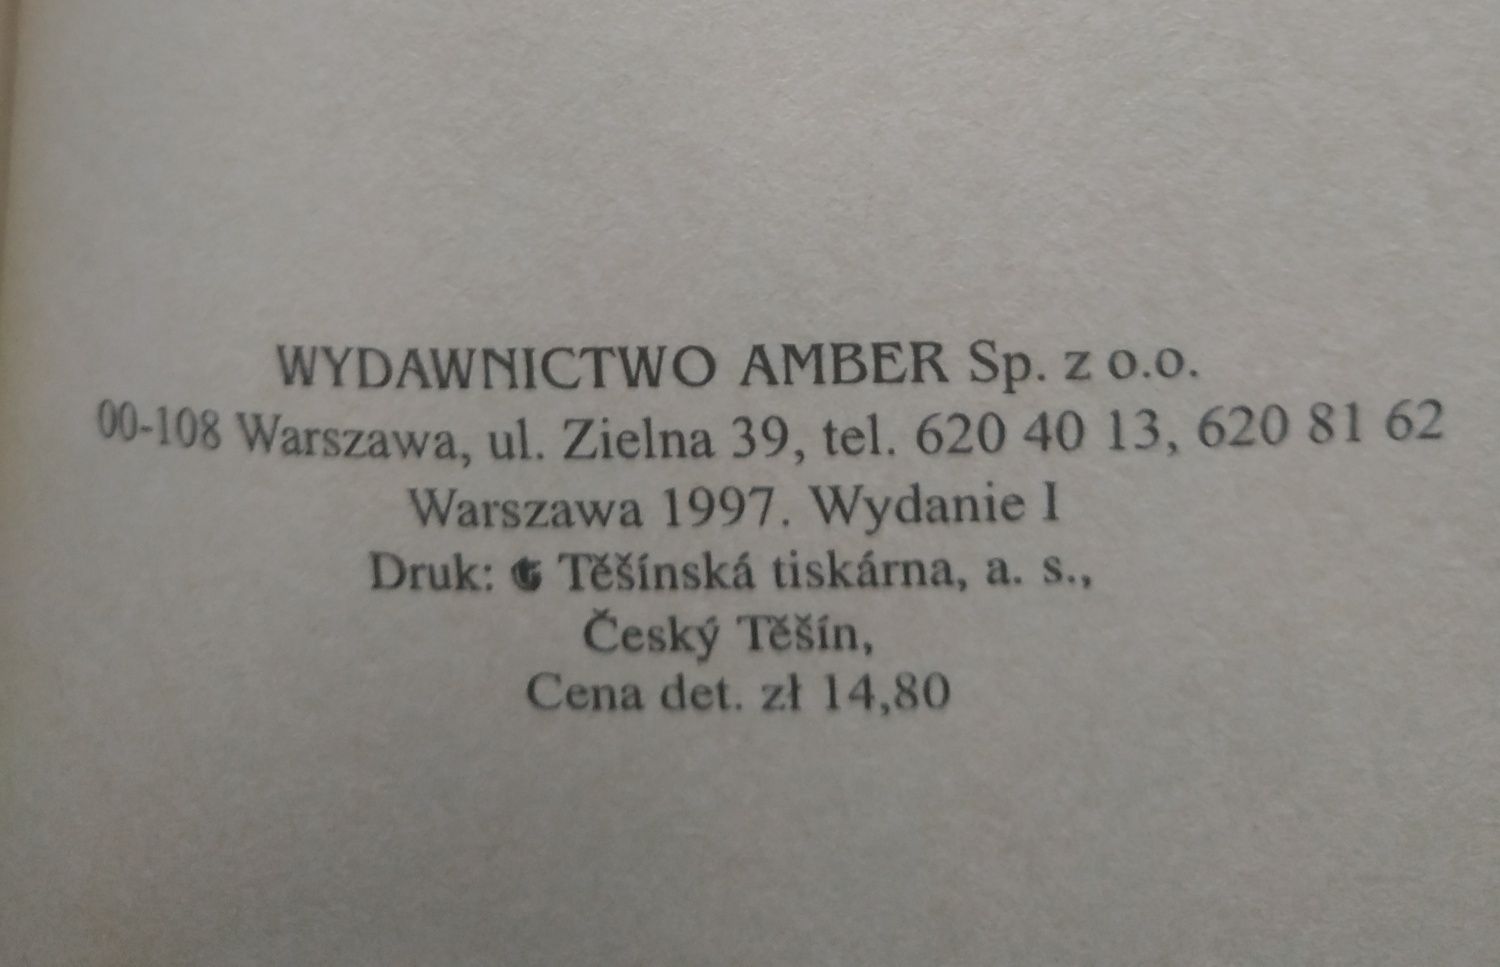 WYDAWNICTWO AMBER Sp. z o.o.
00-108 Warszawa, ul. Zielna 39, tel. 620 40 13, 620 81 62
Warszawa 1997. Wydanie I
Druk: Těšínská tiskárna, a. s.,
Český Těšín,
Cena det. zł 14,80